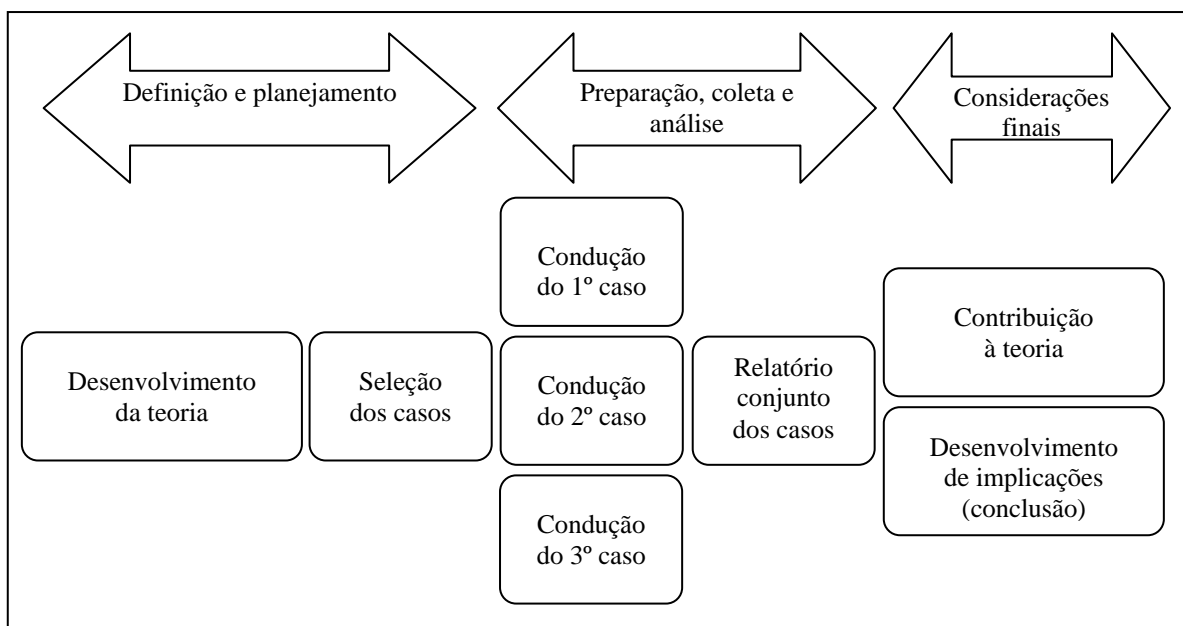 Definição e planejamento
Preparação, coleta e
análise
Considerações
finais
Condução
do 1º caso
Desenvolvimento
da teoria
Seleção
dos casos
Condução
do 2º caso
Relatório
conjunto
dos casos
Condução
do 3º caso
Contribuição
à teoria
Desenvolvimento
de implicações
(conclusão)